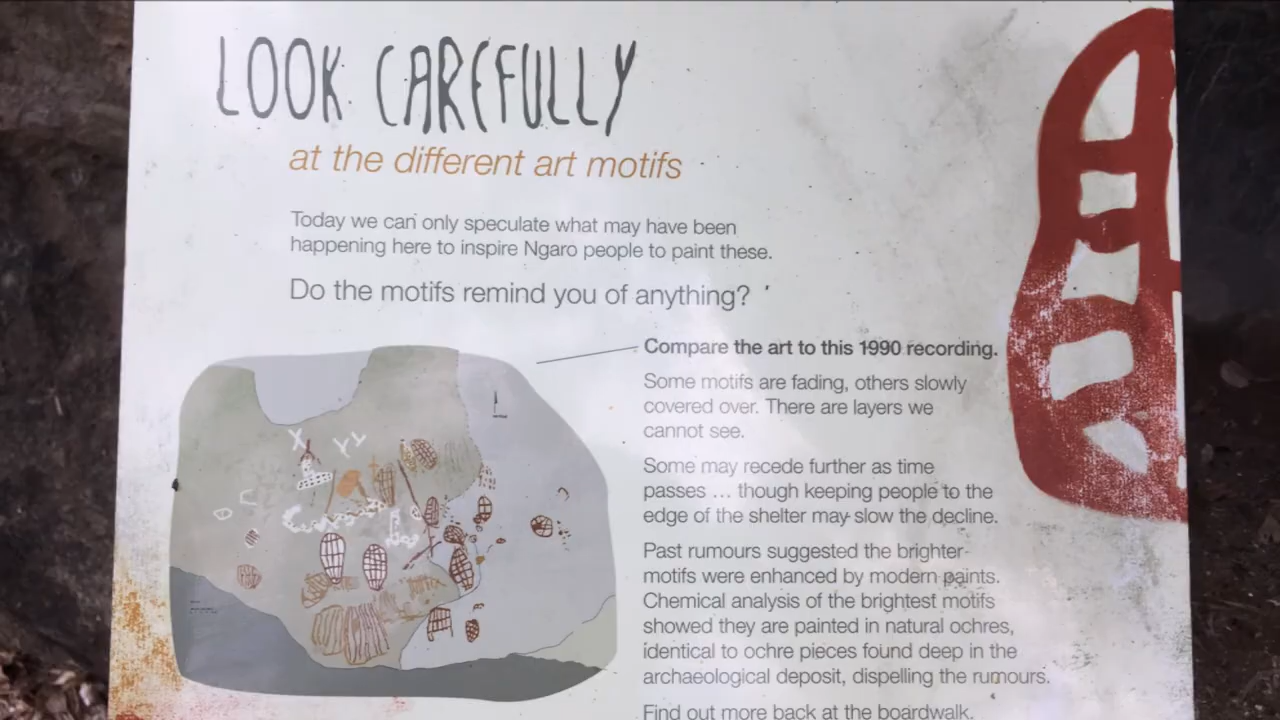 LOOK CAREFULLY
at the different art motifs
Today we can only speculate what may have been
happening here to inspire Ngaro people to paint these.
Do the motifs remind you of anything?
Compare the art to this 1990 recording.
Some motifs are fading, others slowly
covered over. There are layers we
cannot see.
Some may recede further as time
passes ... though keeping people to the
edge of the shelter may slow the decline.
Past rumours suggested the brighter
motifs were enhanced by modern paints.
Chemical analysis of the brightest motifs
showed they are painted in natural ochres,
identical to ochre pieces found deep in the
archaeological deposit, dispelling the rumours.
Find out more back at the boardwalk.